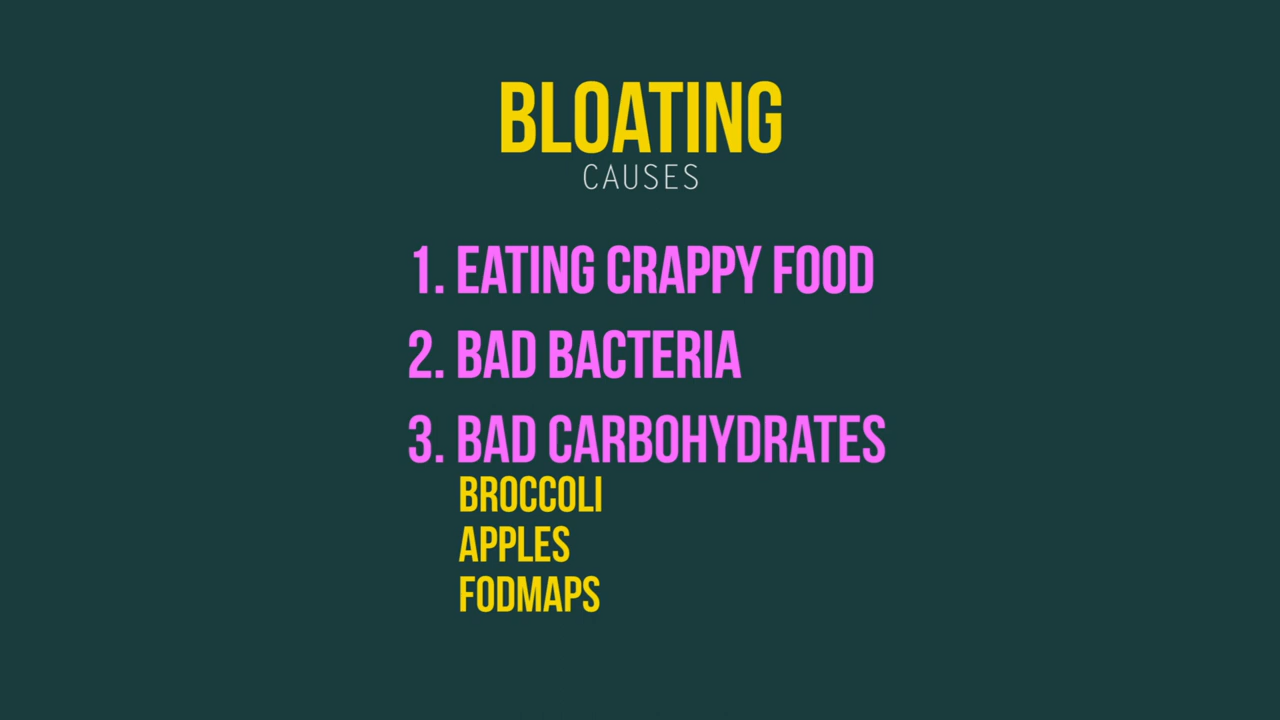 BLOATING
CAUSES
1. EATING CRAPPY FOOD
2. BAD BACTERIA
3. BAD CARBOHYDRATES
BROCCOLI
APPLES
FODMAPS